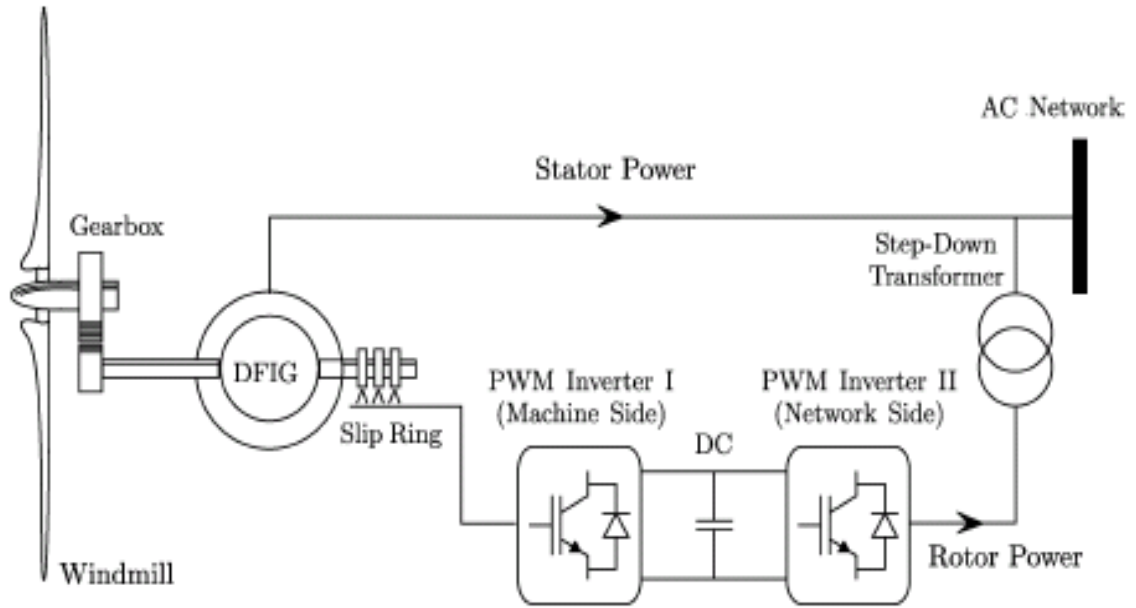 AC Network
Stator Power
Gearbox
Step-Down
Transformer
DFIG
PWM Inverter I
(Machine Side)
PWM Inverter II
(Network Side)
Slip Ring
DC
Rotor Power
Windmill